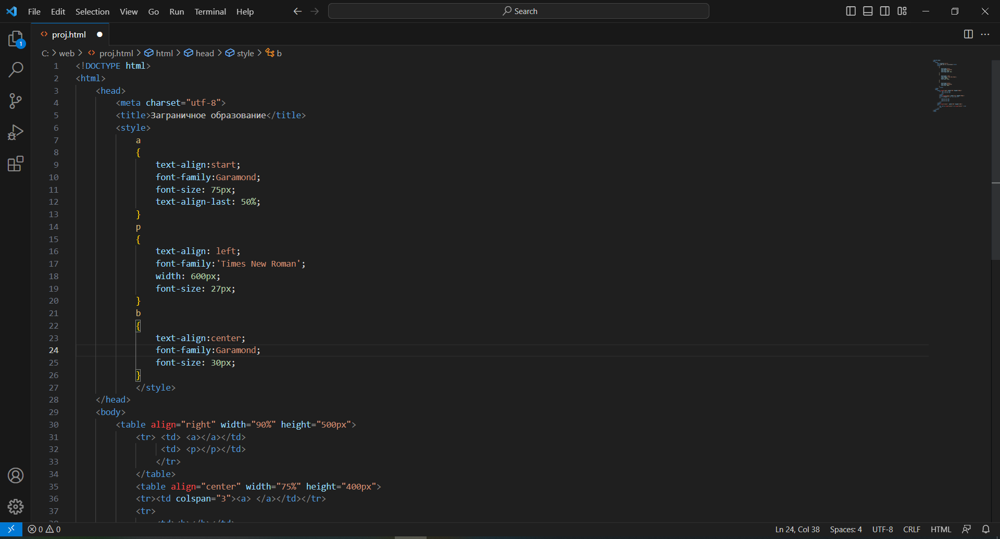 File Edit Selection View Go Run Terminal Help Search
proj.html
C: > web > proj.html > html > head > style > b
1 <!DOCTYPE html>
2 <html>
3 <head>
4 <meta charset="utf-8">
5 <title>Заграничное образование</title>
6 <style>
7 a
8 {
9 text-align:start;
10 font-family:Garamond;
11 font-size: 75px;
12 text-align-last: 50%;
13 }
14 p
15 {
16 text-align: left;
17 font-family:'Times New Roman';
18 width: 600px;
19 font-size: 27px;
20 }
21 b
22 {
23 text-align:center;
24 font-family:Garamond;
25 font-size: 30px;
26 }
27 </style>
28 </head>
29 <body>
30 <table align="right" width="90%" height="500px">
31 <tr> <td> <a></a></td>
32 <td> <p></p></td>
33 </tr>
34 </table>
35 <table align="center" width="75%" height="400px">
36 <tr><td colspan="3"><a> </a></td></tr>
37 <tr>
38 <td><b></b></td>
1
0 0 Ln 24, Col 38 Spaces: 4 UTF-8 CRLF HTML